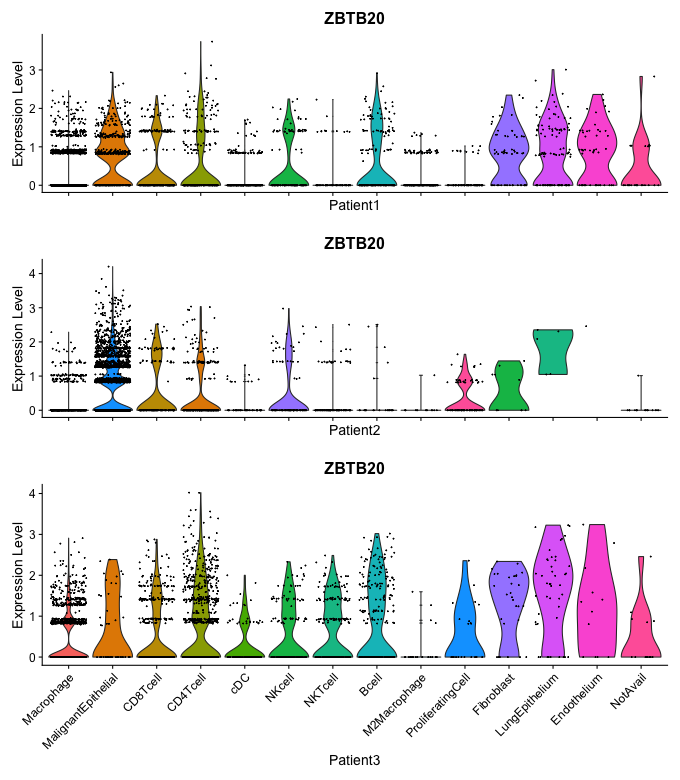 ZBTB20
Expression Level
3
2
1
0
Patient1
ZBTB20
Expression Level
4
3
2
1
0
Patient2
ZBTB20
Expression Level
4
3
2
1
0
Macrophage
MalignantEpithelial
CD8Tcell
CD4Tcell
cDC
NKcell
NKTcell
Bcell
M2Macrophage
ProliferatingCell
Fibroblast
LungEpithelium
Endothelium
NotAvail
Patient3